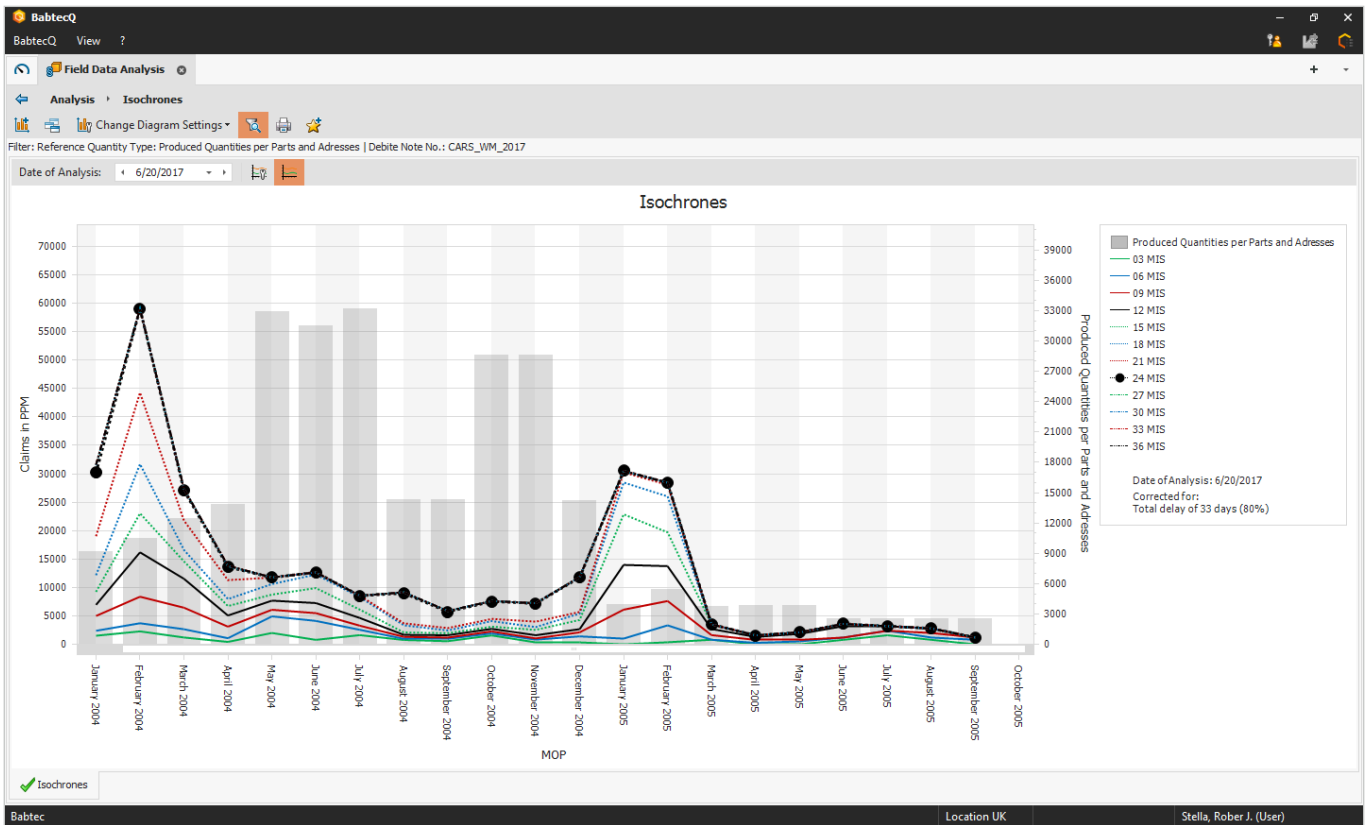 BabtecQ
BabtecQ View ?
Field Data Analysis
Analysis Isochrones
Change Diagram Settings
Filter: Reference Quantity Type: Produced Quantities per Parts and Adresses | Debite Note No.: CARS_WM_2017
Date of Analysis: 6/20/2017
Isochrones
Claims in PPM
70000
65000
60000
55000
50000
45000
40000
35000
30000
25000
20000
15000
10000
5000
0
39000
36000
33000
30000
27000
24000
21000
18000
15000
12000
9000
6000
3000
0
Produced Quantities per Parts and Adresses
Produced Quantities per Parts and Adresses
03 MIS
06 MIS
09 MIS
12 MIS
15 MIS
18 MIS
21 MIS
24 MIS
27 MIS
30 MIS
33 MIS
36 MIS
Date of Analysis: 6/20/2017
Corrected for:
Total delay of 33 days (80%)
January 2004
February 2004
March 2004
April 2004
May 2004
June 2004
July 2004
August 2004
September 2004
October 2004
November 2004
December 2004
January 2005
February 2005
March 2005
April 2005
May 2005
June 2005
July 2005
August 2005
September 2005
October 2005
MOP
Isochrones
Babtec Location UK Stella, Rober J. (User)